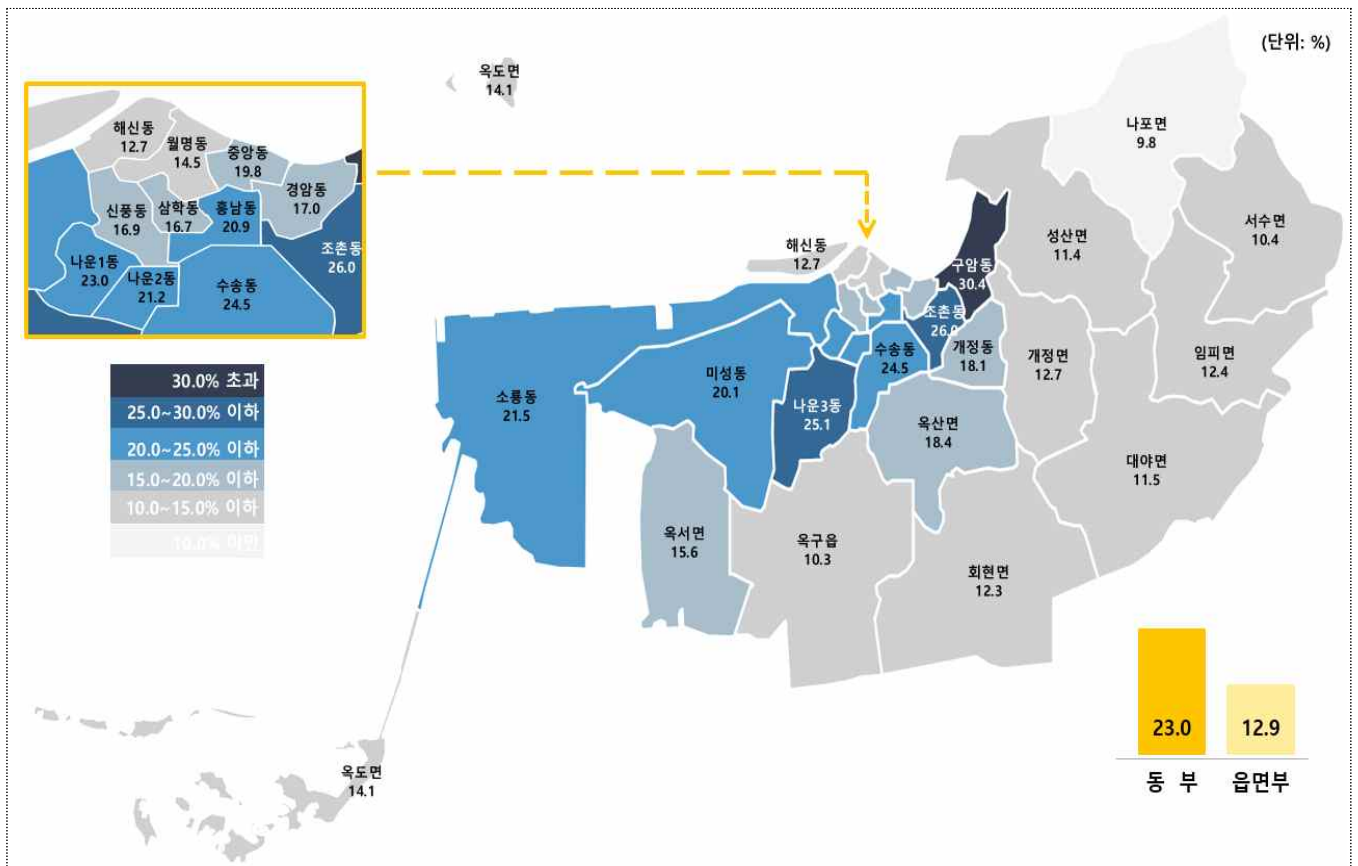 (단위: %)
해신동
12.7
월명동
14.5
중앙동
19.8
경암동
17.0
신풍동
16.9
삼학동
16.7
흥남동
20.9
조촌동
26.0
나운1동
23.0
나운2동
21.2
수송동
24.5
30.0% 초과
25.0~30.0% 이하
20.0~25.0% 이하
15.0~20.0% 이하
10.0~15.0% 이하
10.0% 미만
옥도면
14.1
나포면
9.8
서수면
10.4
성산면
11.4
해신동
12.7
구암동
30.4
조촌동
26.0
개정동
18.1
개정면
12.7
임피면
12.4
수송동
24.5
미성동
20.1
소룡동
21.5
나운3동
25.1
옥산면
18.4
대야면
11.5
옥서면
15.6
옥구읍
10.3
회현면
12.3
옥도면
14.1
23.0
12.9
동 부
읍면부